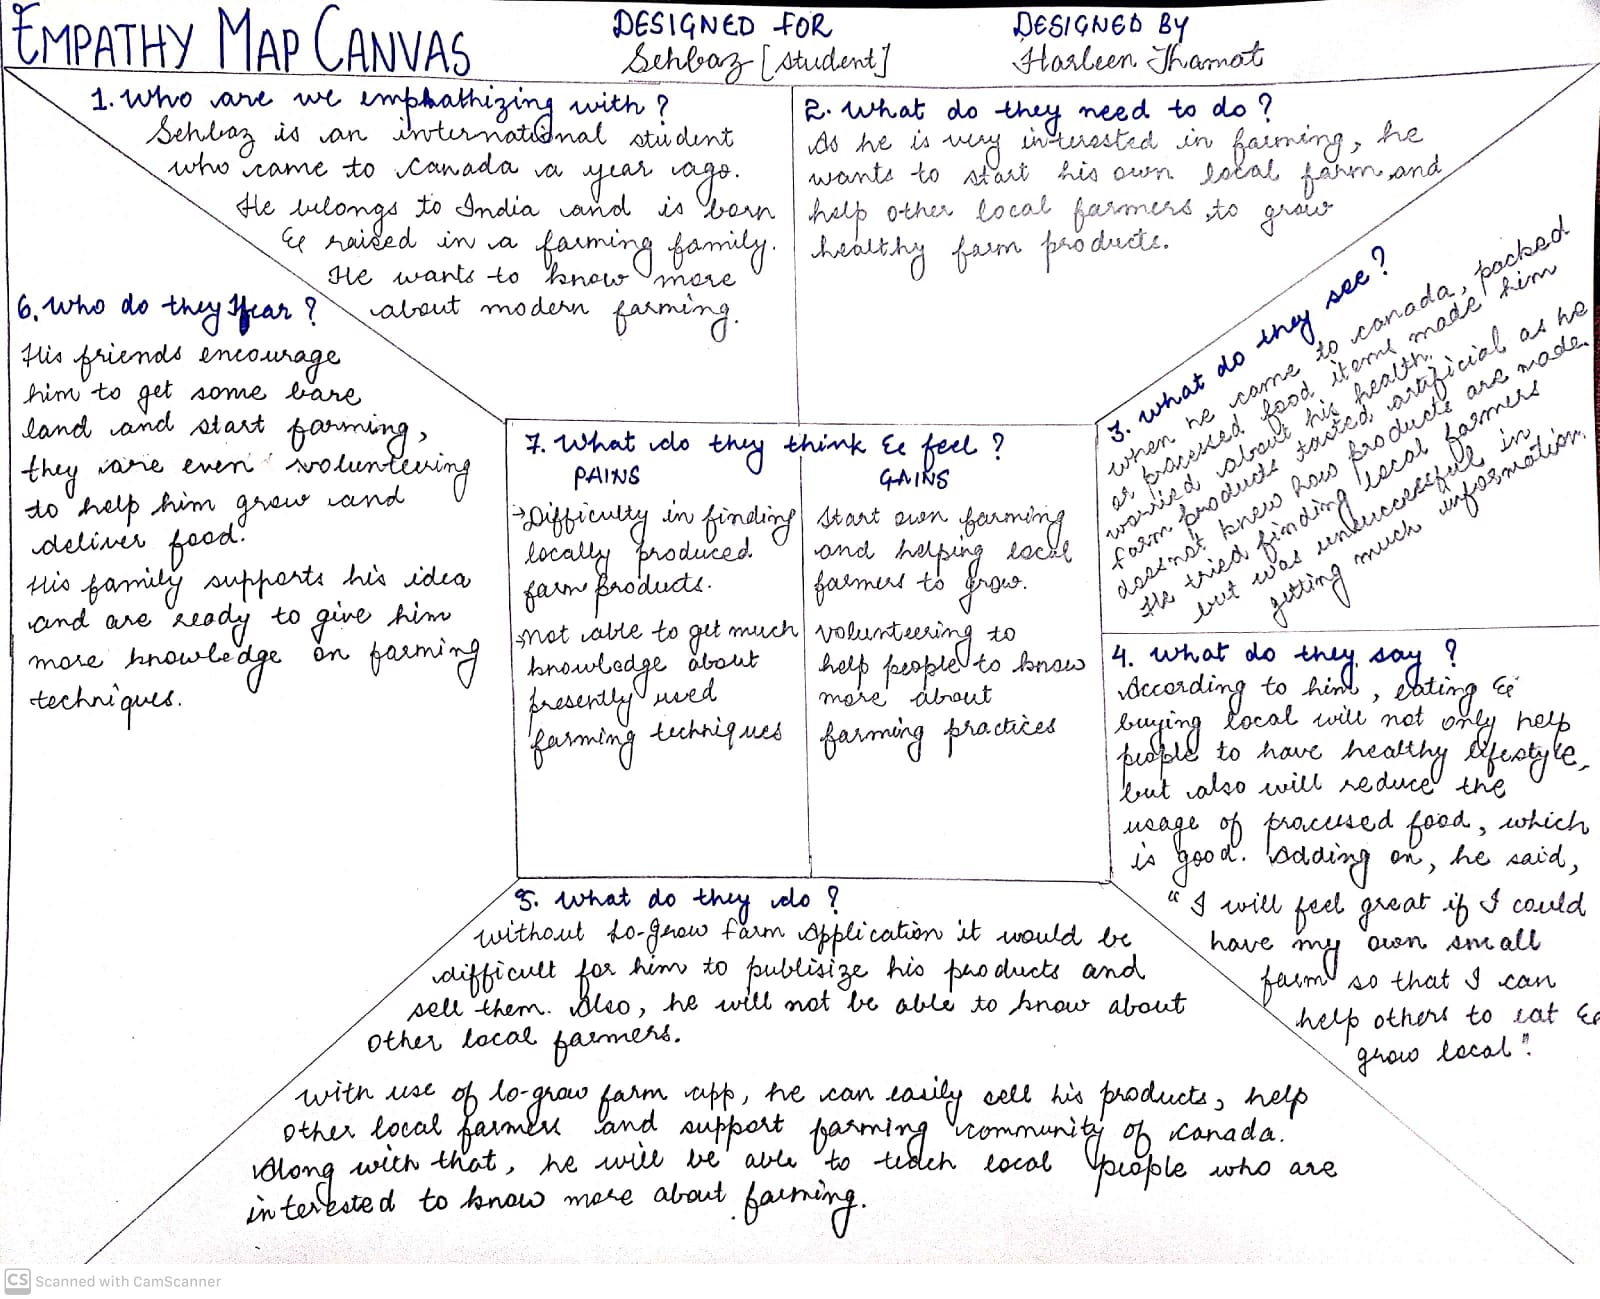 EMPATHY MAP CANVAS
DESIGNED FOR
Sehbaz [student]
DESIGNED BY
Harleen Thamat
1. Who are we empathizing with?
Sehbaz is an international student
who came to Canada a year ago.
He belongs to India and is born
& raised in a farming family.
He wants to know more
about modern farming.
2. What do they need to do?
As he is very interested in farming, he
wants to start his own local farm and
help other local farmers to grow
healthy farm products.
3. What do they see?
When he came to Canada, packed
or processed food items made him
worried about his health.
farm products tasted artificial as he
doesnot know how products are made.
He tried finding local farmers
but was unsuccessful in
getting much information.
4. What do they say?
According to him, eating &
buying local will not only help
people to have healthy lifestyle,
but also will reduce the
usage of processed food, which
is good. Adding on, he said,
"I will feel great if I could
have my own small
farm so that I can
help others to eat &
grow local".
5. What do they do?
Without Lo-grow farm Application it would be
difficult for him to publisize his products and
sell them. Also, he will not be able to know about
other local farmers.
With use of lo-grow farm app, he can easily sell his products, help
other local farmers and support farming community of Canada.
Along with that, he will be able to teach local people who are
interested to know more about farming.
6. Who do they Hear?
His friends encourage
him to get some bare
land and start farming,
they are even volunteering
to help him grow and
deliver food.
His family supports his idea
and are ready to give him
more knowledge on farming
techniques.
7. What do they think & feel?
PAINS
→Difficulty in finding
locally produced
farm products.
→Not able to get much
knowledge about
presently used
farming techniques
GAINS
Start own farming
and helping local
farmers to grow.
Volunteering to
help people to know
more about
farming practices
CS Scanned with CamScanner